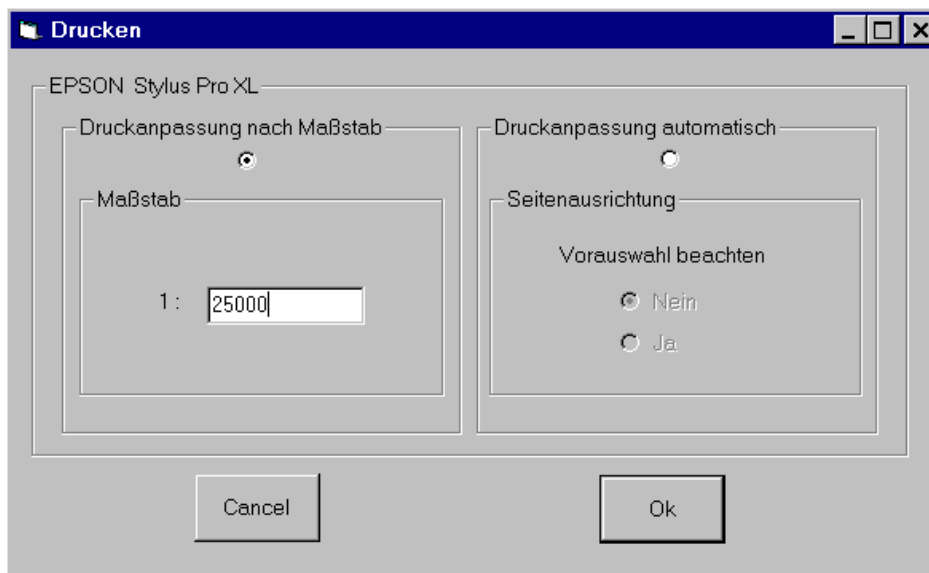 Drucken
EPSON Stylus Pro XL
Druckanpassung nach Maßstab
Maßstab
1 : 25000
Druckanpassung automatisch
Seitenausrichtung
Vorauswahl beachten
Nein
Ja
Cancel
Ok